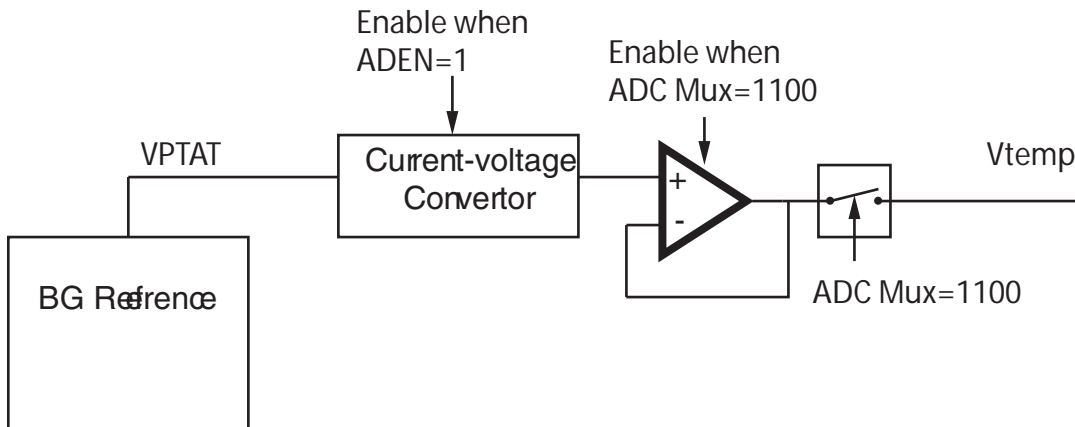 Enable when
ADEN=1
Enable when
ADC Mux=1100
VPTAT
Current-voltage
Convertor
+
-
Vtemp
BG Refrence
ADC Mux=1100